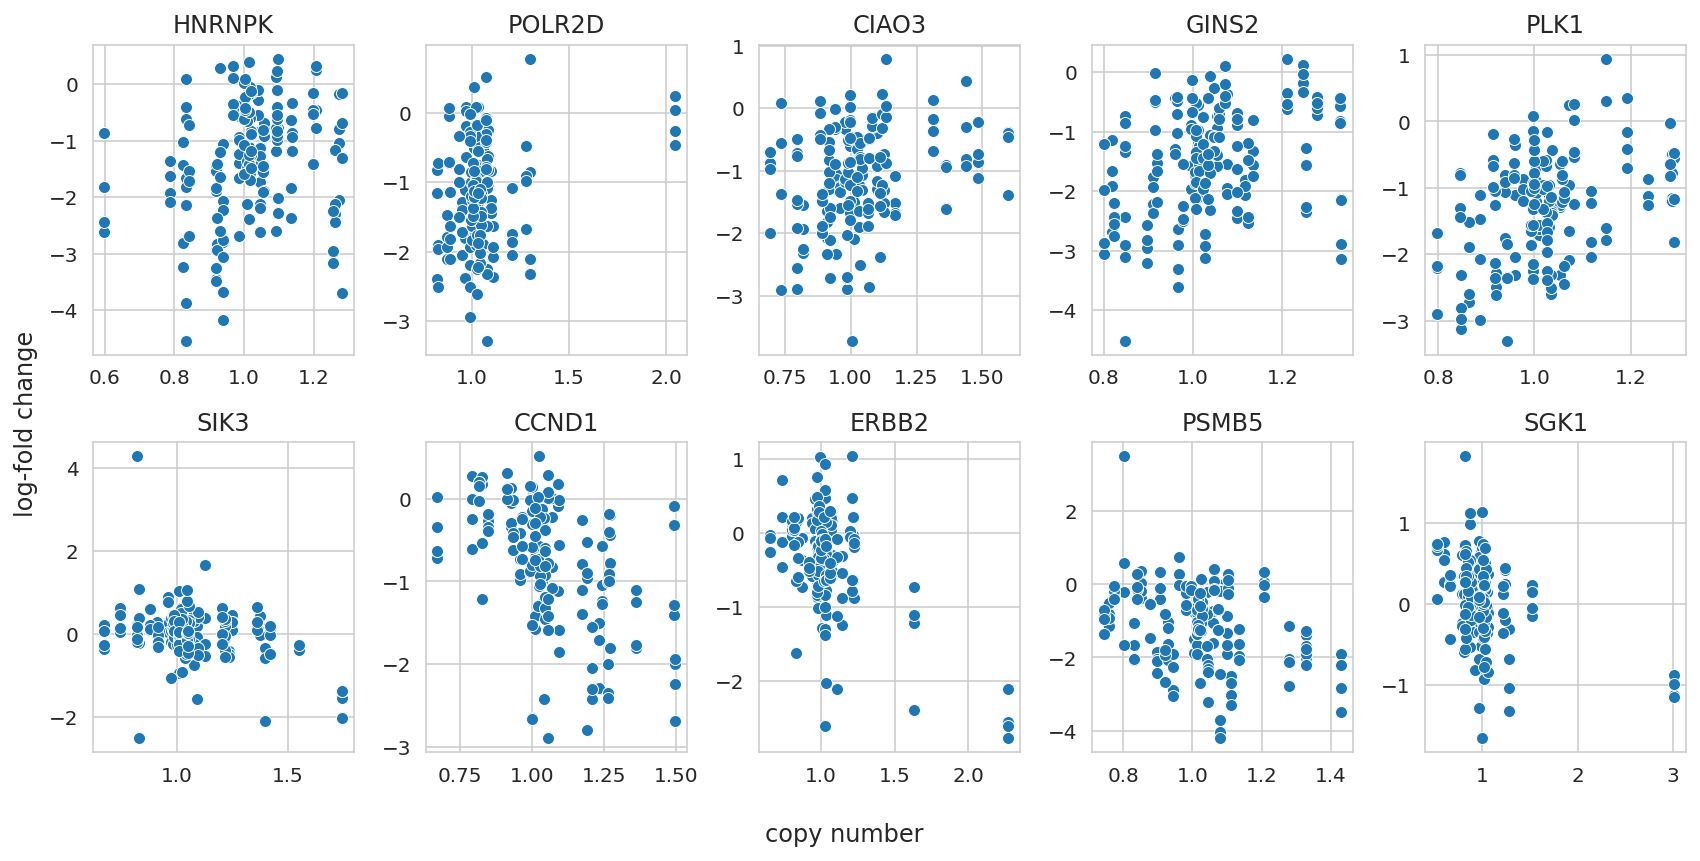 HNRNPK POLR2D CIAO3 GINS2 PLK1
0 −1 −2 −3 −4
0.6 0.8 1.0 1.2
0 −1 −2 −3
1.0 1.5 2.0
1 0 −1 −2 −3
0.75 1.00 1.25 1.50
0 −1 −2 −3 −4
0.8 1.0 1.2
1 0 −1 −2 −3
0.8 1.0 1.2
log-fold change
SIK3 CCND1 ERBB2 PSMB5 SGK1
4 2 0 −2
1.0 1.5
0 −1 −2 −3
0.75 1.00 1.25 1.50
1 0 −1 −2
1.0 1.5 2.0
2 0 −2 −4
0.8 1.0 1.2 1.4
1 0 −1
1 2 3
copy number